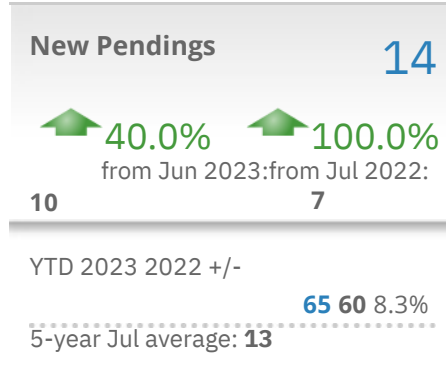 New Pendings 14
40.0% 100.0%
from Jun 2023:from Jul 2022:
10 7
YTD 2023 2022 +/-
65 60 8.3%
5-year Jul average: 13